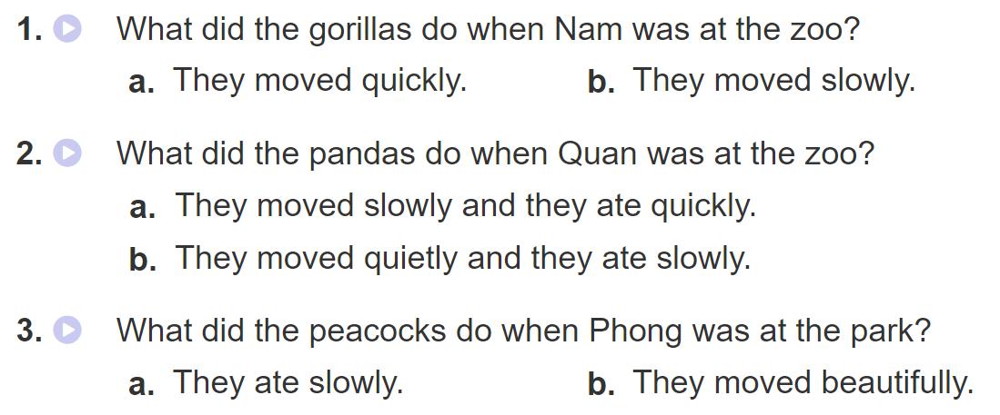 1. What did the gorillas do when Nam was at the zoo?
a. They moved quickly. b. They moved slowly.
2. What did the pandas do when Quan was at the zoo?
a. They moved slowly and they ate quickly.
b. They moved quietly and they ate slowly.
3. What did the peacocks do when Phong was at the park?
a. They ate slowly. b. They moved beautifully.